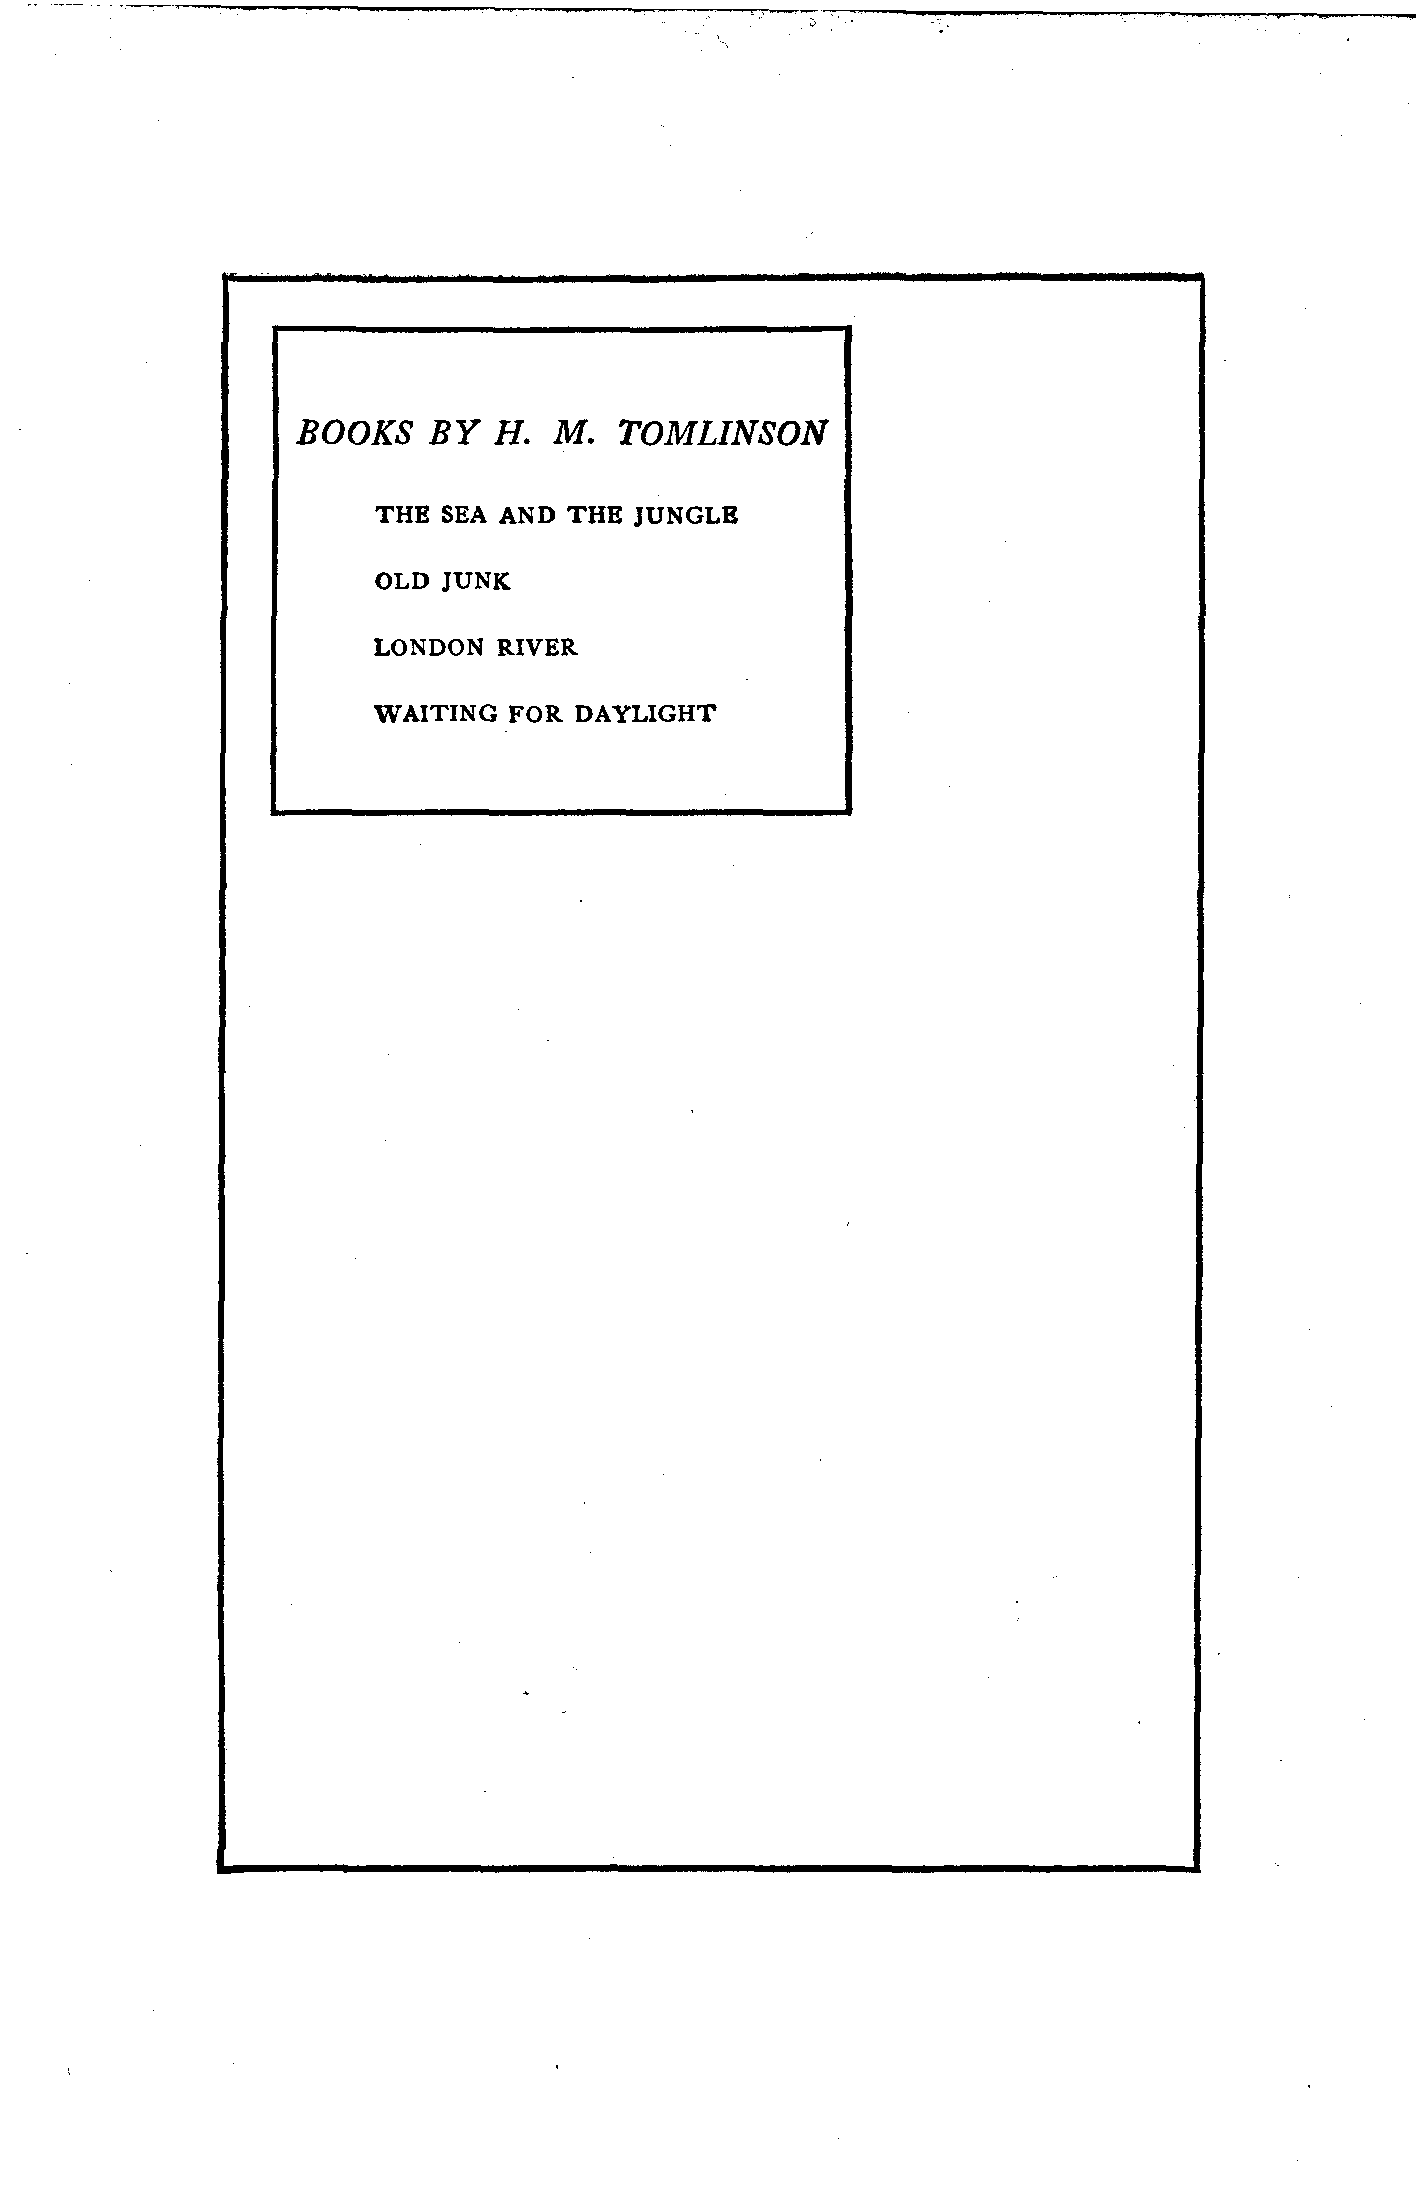 BOOKS BY H. M. TOMLINSON
THE SEA AND THE JUNGLE
OLD JUNK
LONDON RIVER
WAITING FOR DAYLIGHT